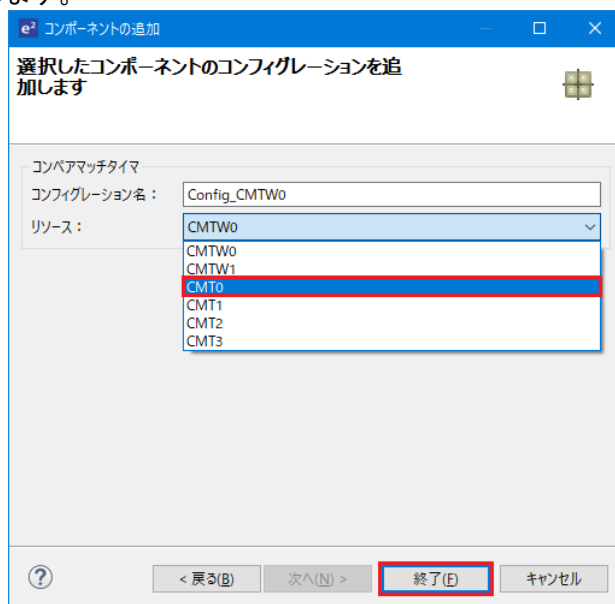 ます。
e² コンポーネントの追加
選択したコンポーネントのコンフィグレーションを追
加します
コンペアマッチタイマ
コンフィグレーション名：
Config_CMTW0
リソース：
CMTW0
CMTW0
CMTW1
CMT0
CMT1
CMT2
CMT3
?
< 戻る(B)
次へ(N) >
終了(F)
キャンセル